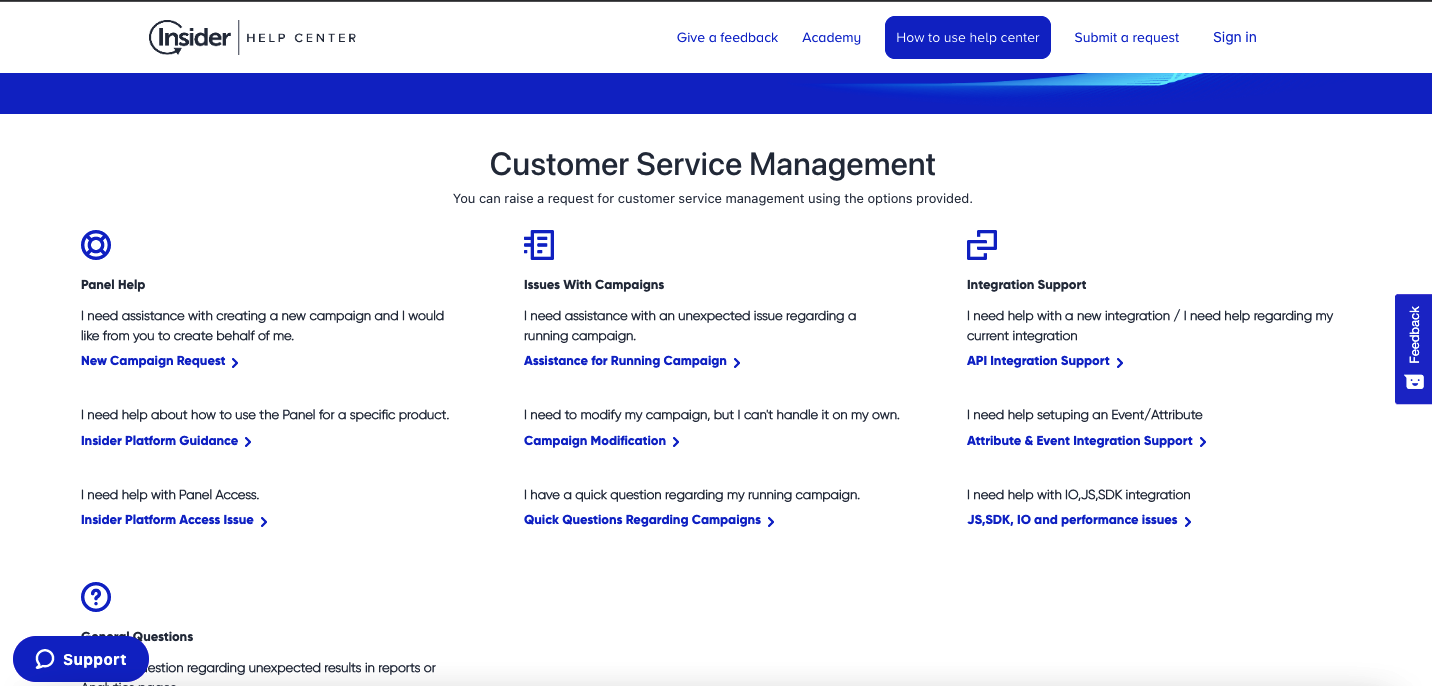 Insider HELP CENTER
Give a feedback
Academy
How to use help center
Submit a request
Sign in
Customer Service Management
You can raise a request for customer service management using the options provided.
Panel Help
I need assistance with creating a new campaign and I would
like from you to create behalf of me.
New Campaign Request
I need help about how to use the Panel for a specific product.
Insider Platform Guidance
I need help with Panel Access.
Insider Platform Access Issue
Issues With Campaigns
I need assistance with an unexpected issue regarding a
running campaign.
Assistance for Running Campaign
I need to modify my campaign, but I can't handle it on my own.
Campaign Modification
I have a quick question regarding my running campaign.
Quick Questions Regarding Campaigns
Integration Support
I need help with a new integration / I need help regarding my
current integration
API Integration Support
I need help setuping an Event/Attribute
Attribute & Event Integration Support
I need help with IO,JS,SDK integration
JS,SDK, IO and performance issues
Feedback
General Questions
regarding unexpected results in reports or
Support